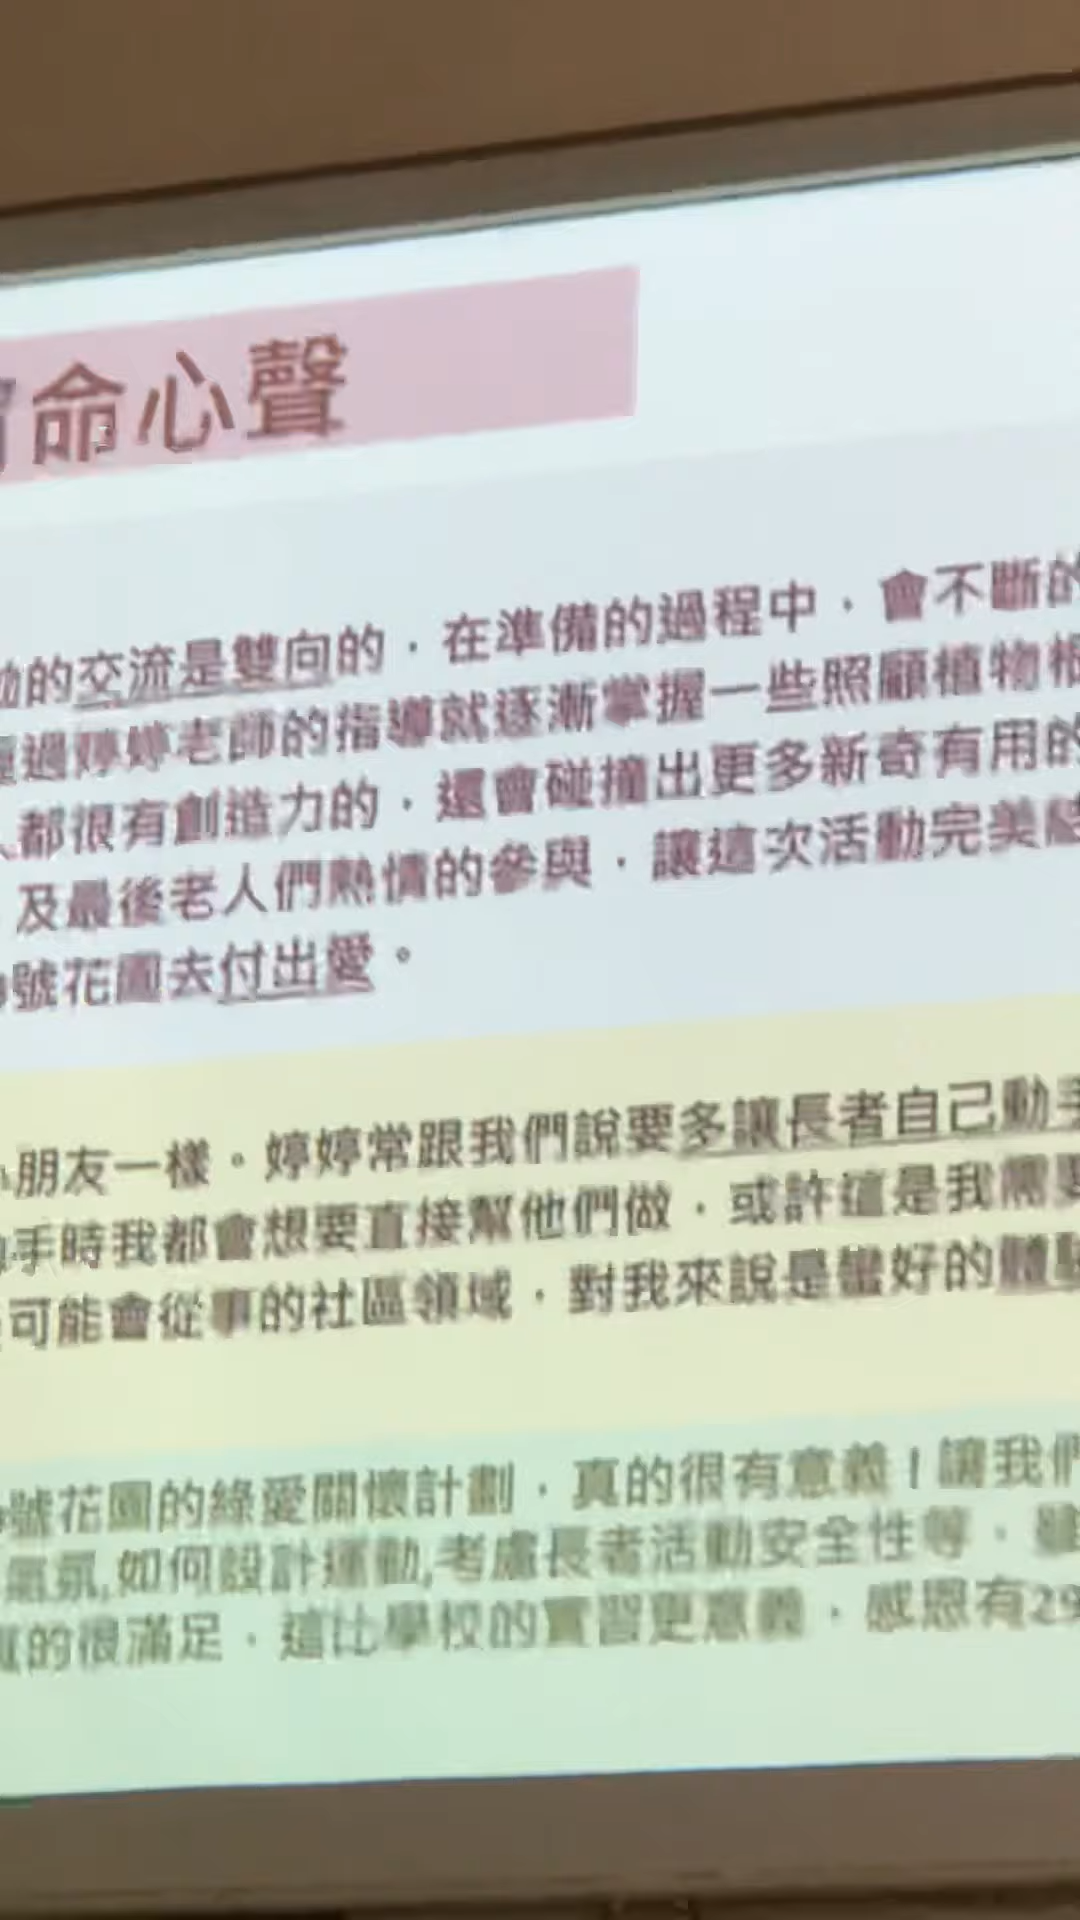 命心聲
的交流是雙向的，在準備的過程中，會不斷的
過婷婷老師的指導就逐漸掌握一些照顧植物
都很有創造力的，還會碰撞出更多新奇有用的
及最後老人們熱情的參與，讓這次活動完美
號花園去付出愛。
朋友一樣。婷婷常跟我們說要多讓長者自己動手
手時我都會想要直接幫他們做，或許這是我需要
可能會從事的社區領域，對我來說是蠻好的體驗
號花園的綠愛關懷計劃，真的很有意義！讓我們
氣氛,如何設計運動,考慮長者活動安全性等，雖
的很滿足，這比學校的實習更意義，感恩有29